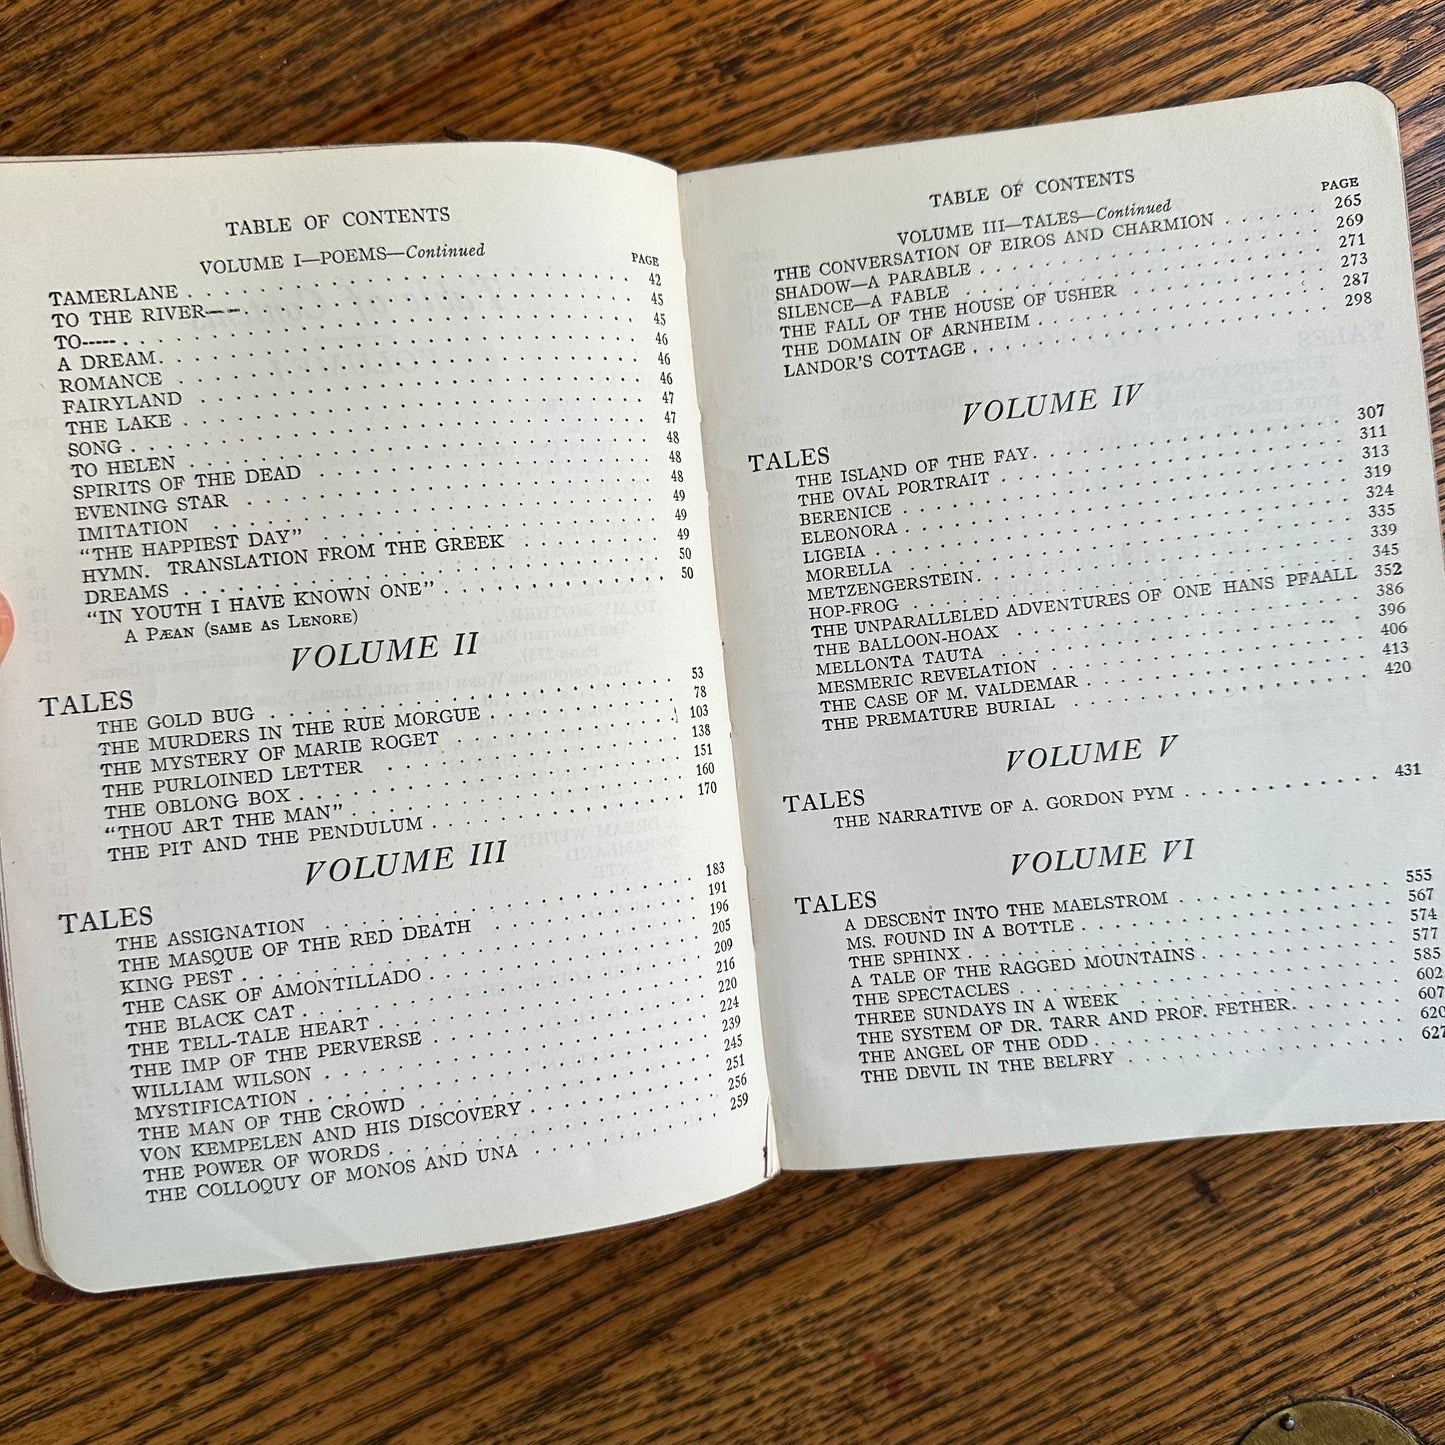 TABLE OF CONTENTS
VOLUME I—POEMS—Continued
PAGE
TAMERLANE 42
TO THE RIVER—— 45
TO----- 45
A DREAM 46
ROMANCE 46
FAIRYLAND 46
THE LAKE 47
SONG 47
TO HELEN 48
SPIRITS OF THE DEAD 48
EVENING STAR 48
IMITATION 49
"THE HAPPIEST DAY" 49
HYMN. TRANSLATION FROM THE GREEK 49
DREAMS 50
"IN YOUTH I HAVE KNOWN ONE" 50
A PÆAN (SAME AS LENORE)
VOLUME II
TALES
THE GOLD BUG 53
THE MURDERS IN THE RUE MORGUE 78
THE MYSTERY OF MARIE ROGET 103
THE PURLOINED LETTER 138
THE OBLONG BOX 151
"THOU ART THE MAN" 160
THE PIT AND THE PENDULUM 170
VOLUME III
TALES
THE ASSIGNATION 183
THE MASQUE OF THE RED DEATH 191
KING PEST 196
THE CASK OF AMONTILLADO 205
THE BLACK CAT 209
THE TELL-TALE HEART 216
THE IMP OF THE PERVERSE 220
WILLIAM WILSON 224
MYSTIFICATION 239
THE MAN OF THE CROWD 245
VON KEMPELEN AND HIS DISCOVERY 251
THE POWER OF WORDS 256
THE COLLOQUY OF MONOS AND UNA 259
TABLE OF CONTENTS
VOLUME III—TALES—Continued
PAGE
THE CONVERSATION OF EIROS AND CHARMION 265
SHADOW—A PARABLE 269
SILENCE—A FABLE 271
THE FALL OF THE HOUSE OF USHER 273
THE DOMAIN OF ARNHEIM 287
LANDOR'S COTTAGE 298
VOLUME IV
TALES
THE ISLAND OF THE FAY 307
THE OVAL PORTRAIT 311
BERENICE 313
ELEONORA 319
LIGEIA 324
MORELLA 335
METZENGERSTEIN 339
HOP-FROG 345
THE UNPARALLELED ADVENTURES OF ONE HANS PFAALL 352
THE BALLOON-HOAX 386
MELLONTA TAUTA 396
MESMERIC REVELATION 406
THE CASE OF M. VALDEMAR 413
THE PREMATURE BURIAL 420
VOLUME V
TALES
THE NARRATIVE OF A. GORDON PYM 431
VOLUME VI
TALES
A DESCENT INTO THE MAELSTROM 555
MS. FOUND IN A BOTTLE 567
THE SPHINX 574
A TALE OF THE RAGGED MOUNTAINS 577
THE SPECTACLES 585
THREE SUNDAYS IN A WEEK 602
THE SYSTEM OF DR. TARR AND PROF. FETHER 607
THE ANGEL OF THE ODD 620
THE DEVIL IN THE BELFRY 627